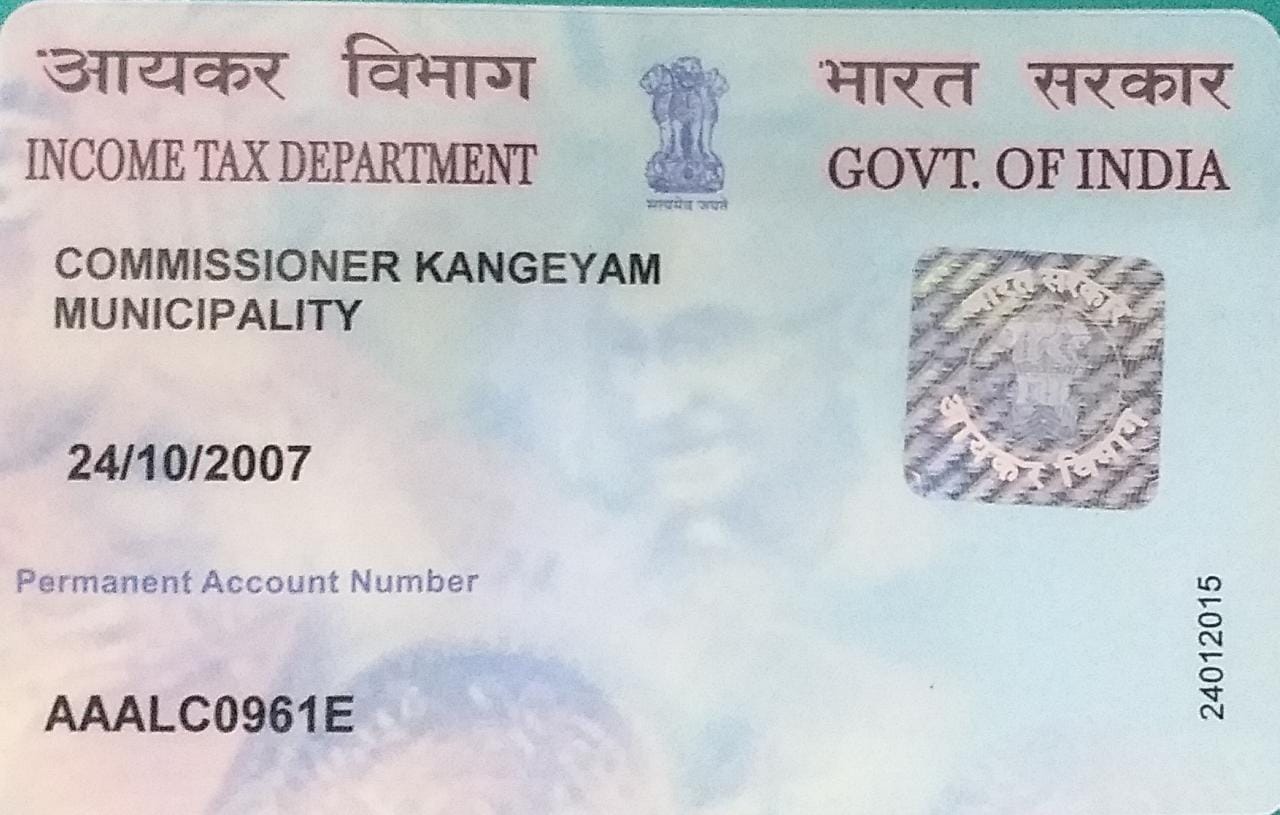 आयकर विभाग
भारत सरकार
INCOME TAX DEPARTMENT
GOVT. OF INDIA
सत्यमेव जयते
COMMISSIONER KANGEYAM
MUNICIPALITY
भारत सरकार
आयकर विभाग
24/10/2007
Permanent Account Number
24012015
AAALC0961E